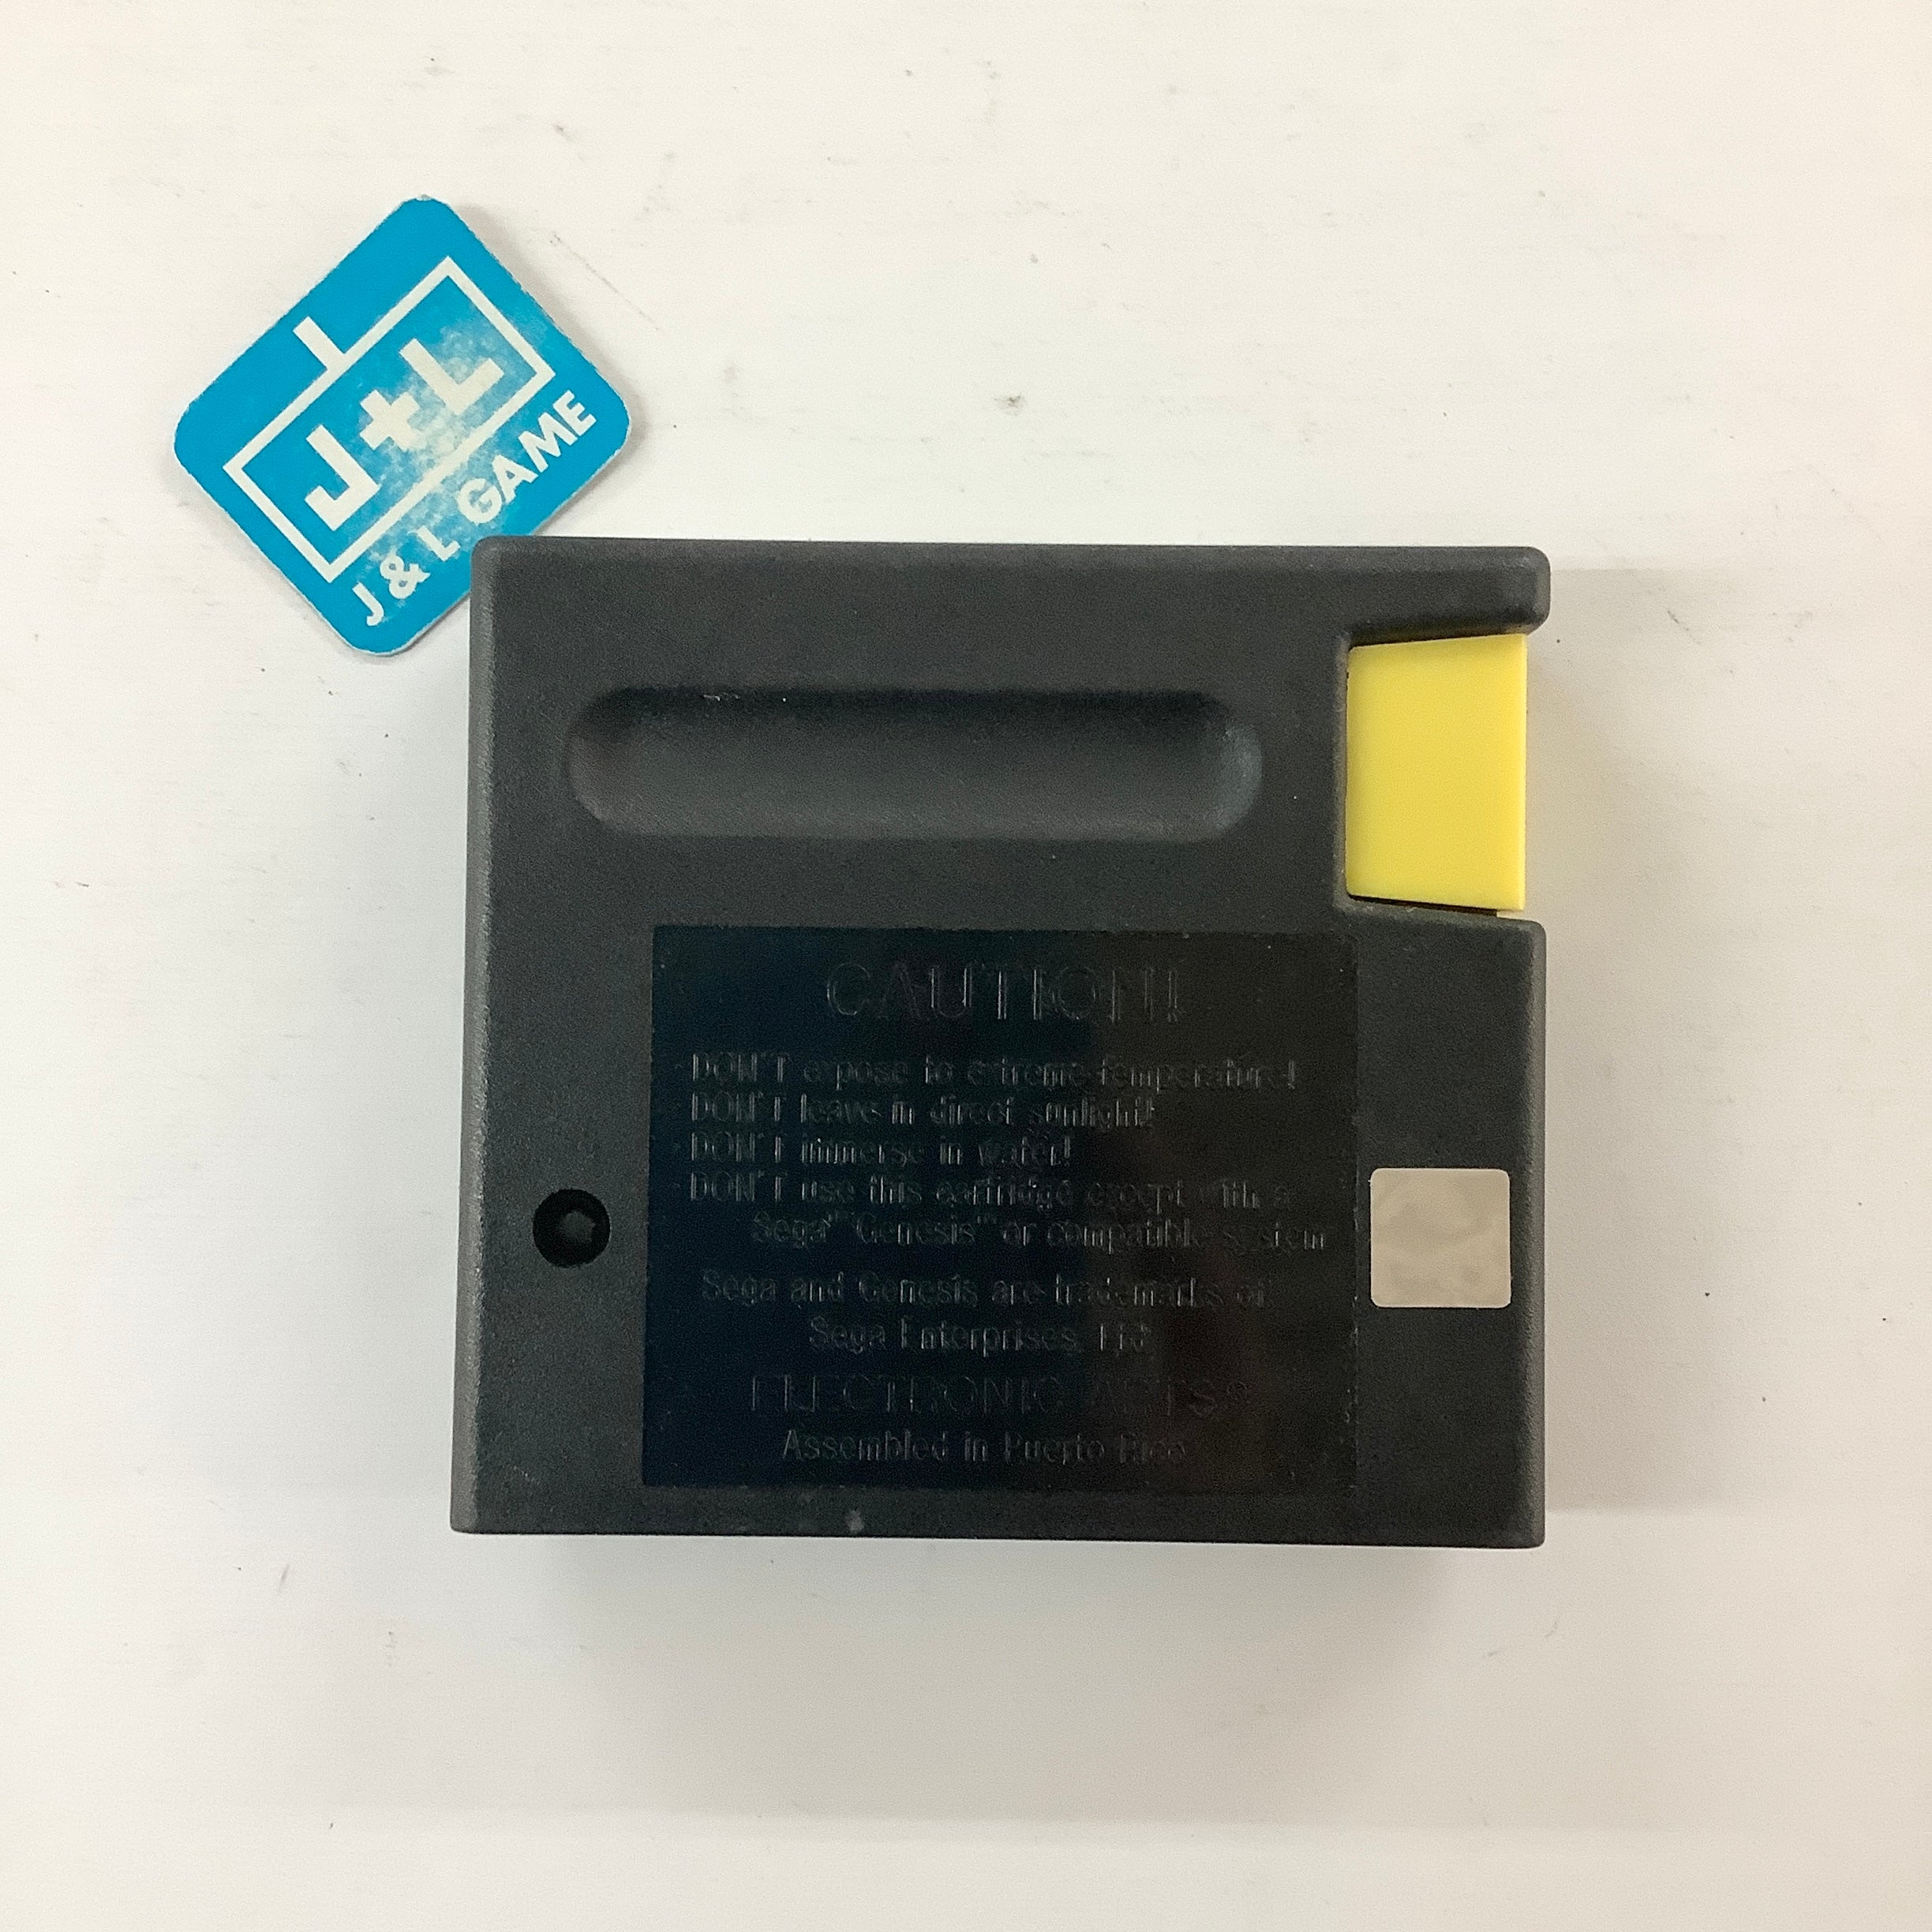 J+L
J & L GAME
CAUTION!
DON'T expose to extreme temperature!
DON'T leave in direct sunlight!
DON'T immerse in water!
DON'T use this cartridge except with a
Sega™ Genesis™ or compatible system
Sega and Genesis are trademarks of
Sega Enterprises, Ltd.
ELECTRONIC ARTS®
Assembled in Puerto Rico